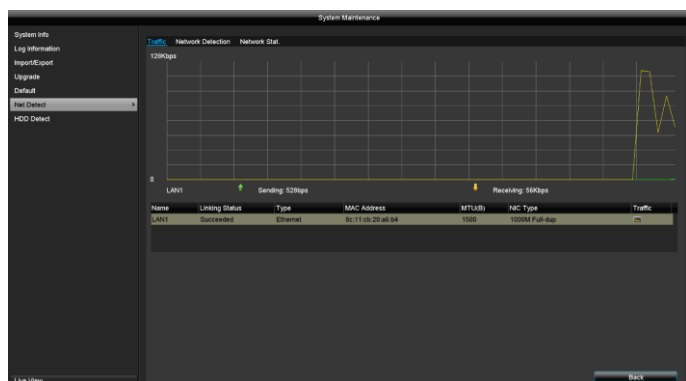 System Maintenance
System Info
Log Information
Import/Export
Upgrade
Default
Net Detect
HDD Detect
Traffic Network Detection Network Stat.
128Kbps
0
LAN1 Sending: 528bps Receiving: 56Kbps
Name Linking Status Type MAC Address MTU(B) NIC Type Traffic
LAN1 Succeeded Ethernet 8c:11:cb:20:a6:b4 1500 1000M Full-dup
Live View
Back